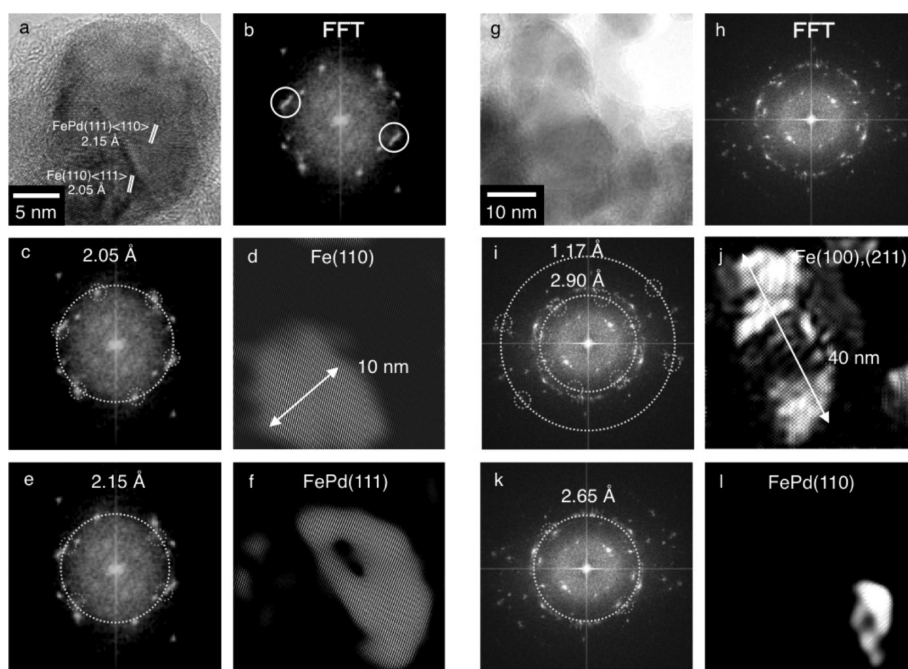 a
FePd(111)<110>
2.15 Å
Fe(110)<111>
2.05 Å
5 nm
b
FFT
g
10 nm
h
FFT
c
2.05 Å
d
Fe(110)
10 nm
i
1.17 Å
2.90 Å
j
Fe(100),(211)
40 nm
e
2.15 Å
f
FePd(111)
k
2.65 Å
l
FePd(110)